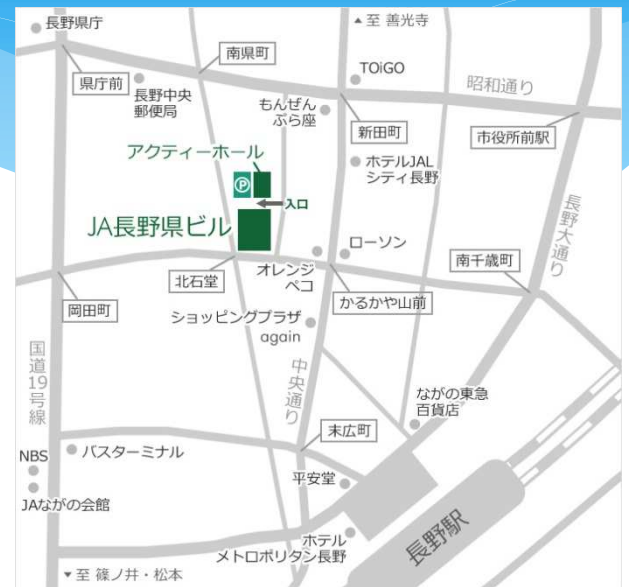 長野県庁
▲至 善光寺
南県町
県庁前
TOiGO
長野中央
郵便局
昭和通り
もんぜん
ぷら座
新田町
市役所前駅
アクティーホール
P
ホテルJAL
シティ長野
入口
JA長野県ビル
長野大通り
ローソン
オレンジ
ペコ
北石堂
南千歳町
岡田町
かるかや山前
ショッピングプラザ
again
国道19号線
中央通り
ながの東急
百貨店
末広町
NBS
バスターミナル
平安堂
JAながの会館
長野駅
ホテル
メトロポリタン長野
▼至 篠ノ井・松本